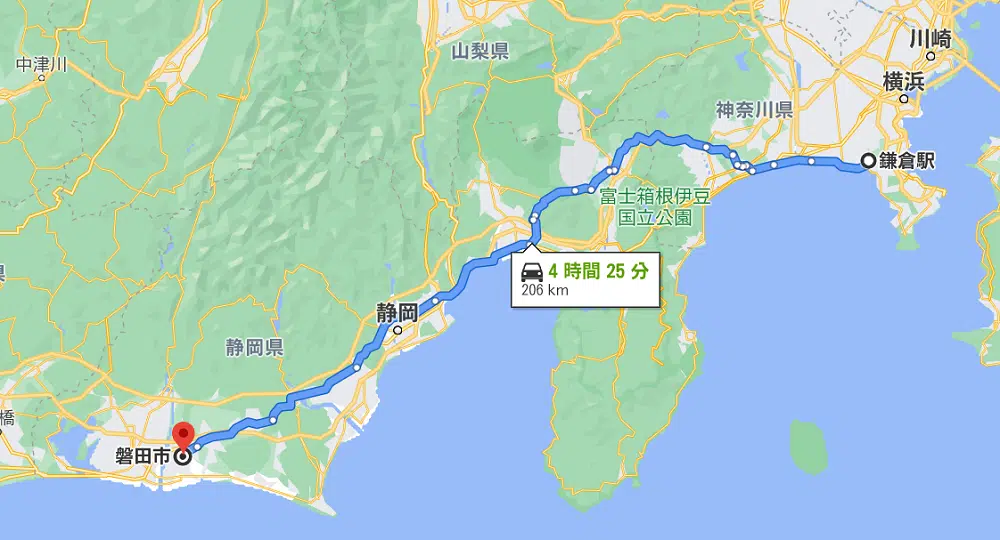 川崎
山梨県
中津川
横浜
神奈川県
鎌倉駅
富士箱根伊豆
国立公園
4 時間 25 分
206 km
静岡
静岡県
橋
磐田市